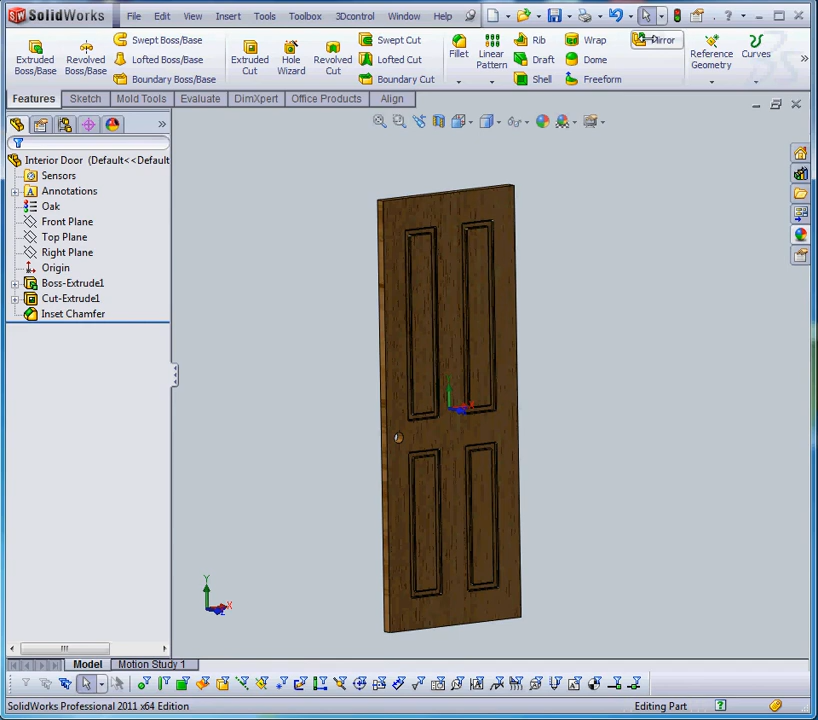 SolidWorks File Edit View Insert Tools Toolbox 3Dcontrol Window Help
Extruded Boss/Base
Revolved Boss/Base
Swept Boss/Base
Lofted Boss/Base
Boundary Boss/Base
Extruded Cut
Hole Wizard
Revolved Cut
Swept Cut
Lofted Cut
Boundary Cut
Fillet
Linear Pattern
Rib
Draft
Shell
Wrap
Dome
Freeform
Mirror
Reference Geometry
Curves
Features Sketch Mold Tools Evaluate DimXpert Office Products Align
Interior Door (Default<<Default
Sensors
Annotations
Oak
Front Plane
Top Plane
Right Plane
Origin
Boss-Extrude1
Cut-Extrude1
Inset Chamfer
Y
X
Z
Model Motion Study 1
SolidWorks Professional 2011 x64 Edition Editing Part